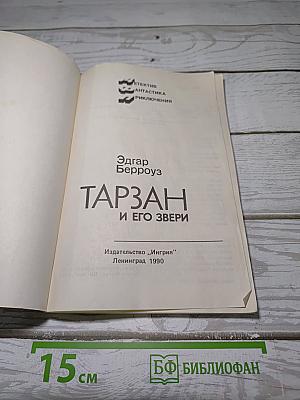 ДЕТЕКТИВ
ФАНТАСТИКА
ПРИКЛЮЧЕНИЯ
Эдгар
Берроуз
ТАРЗАН
И ЕГО ЗВЕРИ
Издательство „Ингрия"
Ленинград 1990
15 см
БФ БИБЛИОФАН